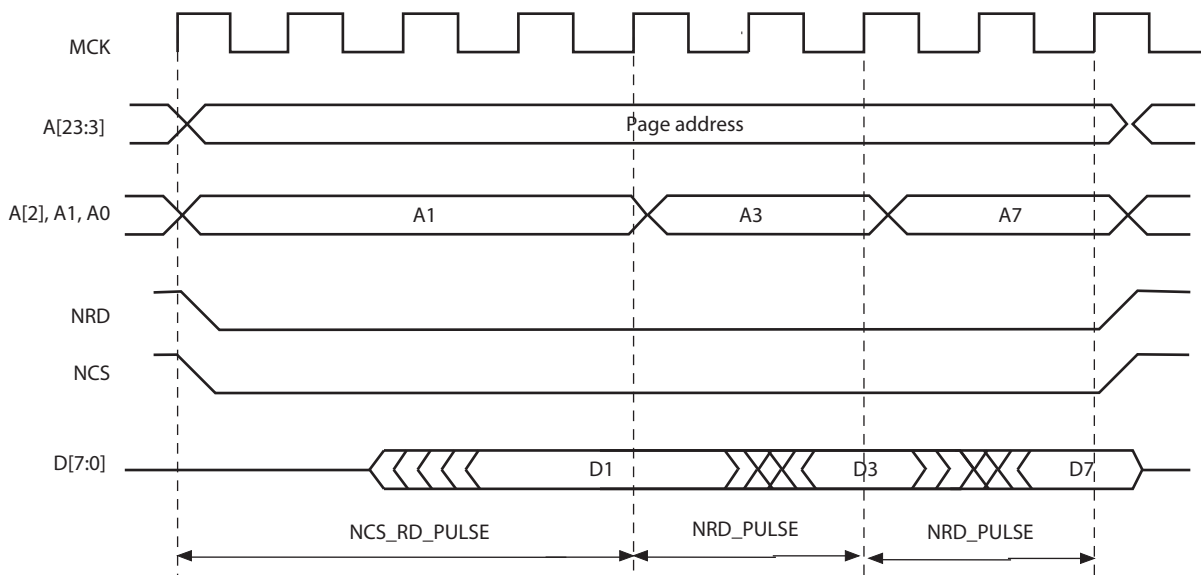 MCK
A[23:3]
Page address
A[2], A1, A0
A1
A3
A7
NRD
NCS
D[7:0]
D1
D3
D7
NCS_RD_PULSE
NRD_PULSE
NRD_PULSE